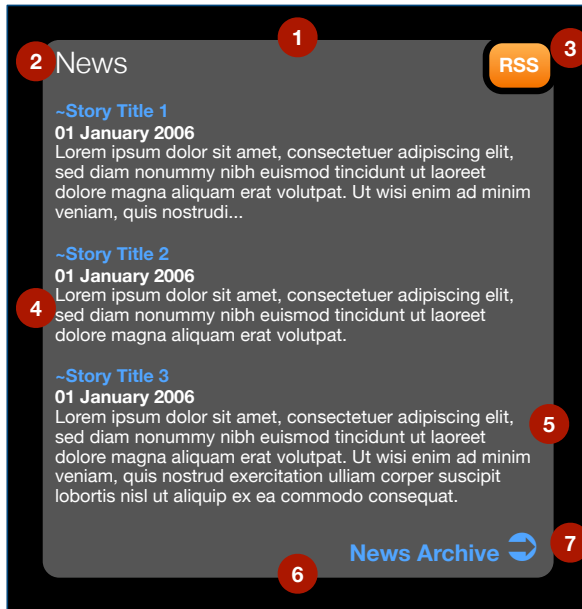 1
2
News
RSS
3
~Story Title 1
01 January 2006
Lorem ipsum dolor sit amet, consectetuer adipiscing elit,
sed diam nonummy nibh euismod tincidunt ut laoreet
dolore magna aliquam erat volutpat. Ut wisi enim ad minim
veniam, quis nostrudi...
~Story Title 2
01 January 2006
4
Lorem ipsum dolor sit amet, consectetuer adipiscing elit,
sed diam nonummy nibh euismod tincidunt ut laoreet
dolore magna aliquam erat volutpat.
~Story Title 3
01 January 2006
Lorem ipsum dolor sit amet, consectetuer adipiscing elit,
5
sed diam nonummy nibh euismod tincidunt ut laoreet
dolore magna aliquam erat volutpat. Ut wisi enim ad minim
veniam, quis nostrud exercitation ulliam corper suscipit
lobortis nisl ut aliquip ex ea commodo consequat.
News Archive
7
6